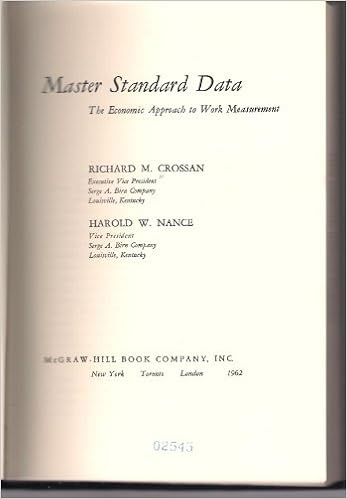 Master Standard Data
The Economic Approach to Work Measurement
RICHARD M. CROSSAN
Executive Vice President
Serge A. Birn Company
Louisville, Kentucky
HAROLD W. NANCE
Vice President
Serge A. Birn Company
Louisville, Kentucky
McGRAW-HILL BOOK COMPANY, INC.
New York Toronto London 1962
02545